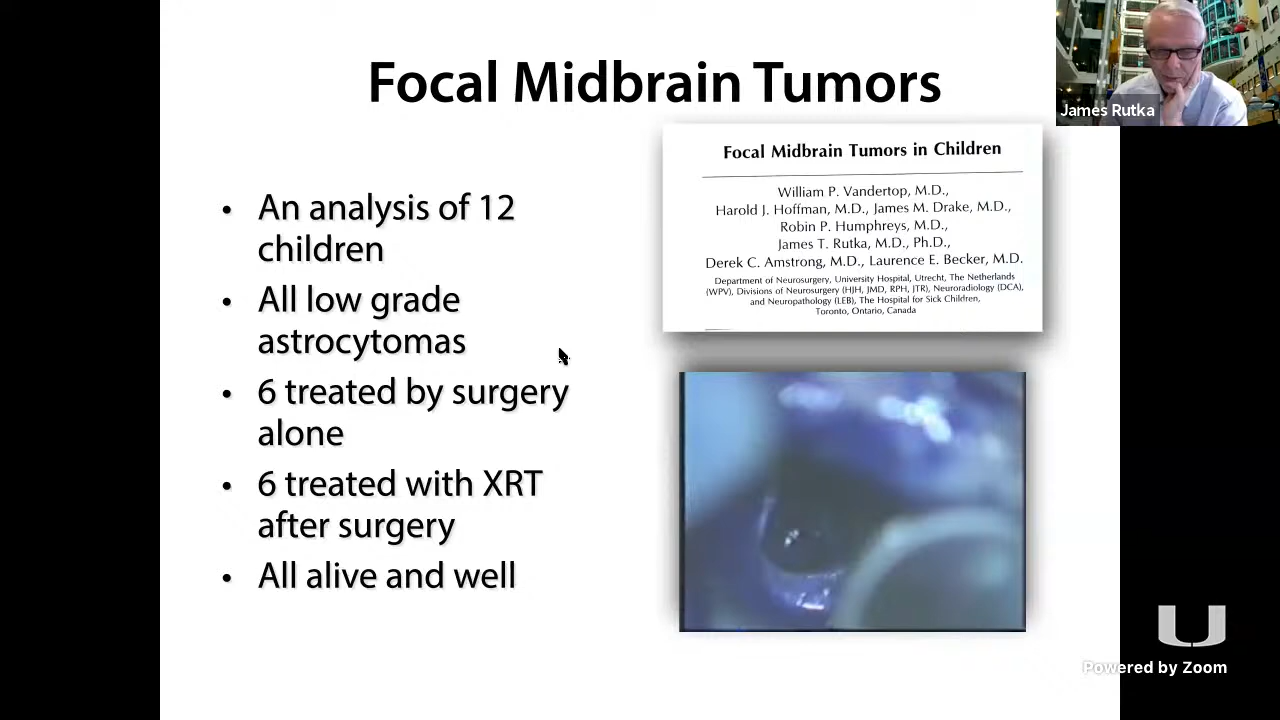 Focal Midbrain Tumors
James Rutka
• An analysis of 12
children
• All low grade
astrocytomas
• 6 treated by surgery
alone
• 6 treated with XRT
after surgery
• All alive and well
Focal Midbrain Tumors in Children
William P. Vandertop, M.D.,
Harold J. Hoffman, M.D., James M. Drake, M.D.,
Robin P. Humphreys, M.D.,
James T. Rutka, M.D., Ph.D.,
Derek C. Amstrong, M.D., Laurence E. Becker, M.D.
Department of Neurosurgery, University Hospital, Utrecht, The Netherlands
(WPV), Divisions of Neurosurgery (HJH, JMD, RPH, JTR), Neuroradiology (DCA),
and Neuropathology (LEB), The Hospital for Sick Children,
Toronto, Ontario, Canada
U
Powered by Zoom